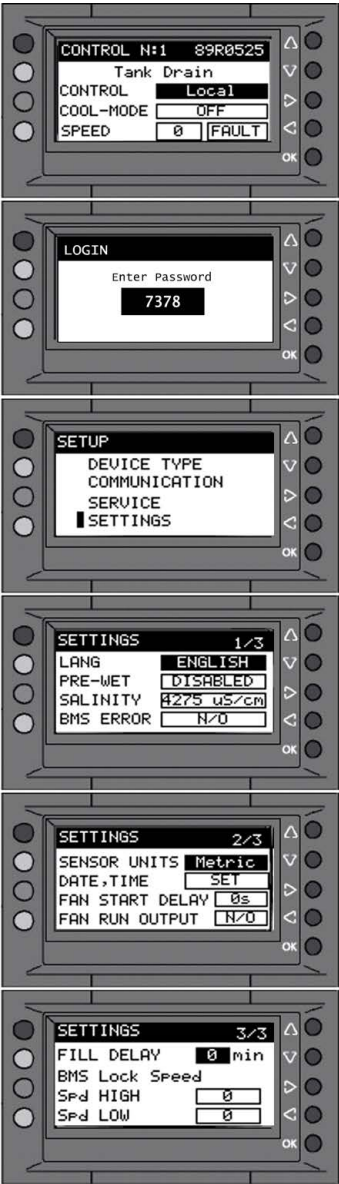 CONTROL N:1 89R0525
Tank Drain
CONTROL Local
COOL-MODE OFF
SPEED 0 FAULT
OK
LOGIN
Enter Password
7378
OK
SETUP
DEVICE TYPE
COMMUNICATION
SERVICE
SETTINGS
OK
SETTINGS 1/3
LANG ENGLISH
PRE-WET DISABLED
SALINITY 4275 uS/cm
BMS ERROR N/O
OK
SETTINGS 2/3
SENSOR UNITS Metric
DATE,TIME SET
FAN START DELAY 0s
FAN RUN OUTPUT N/O
OK
SETTINGS 3/3
FILL DELAY 0 min
BMS Lock Speed
Spd HIGH 0
Spd LOW 0
OK